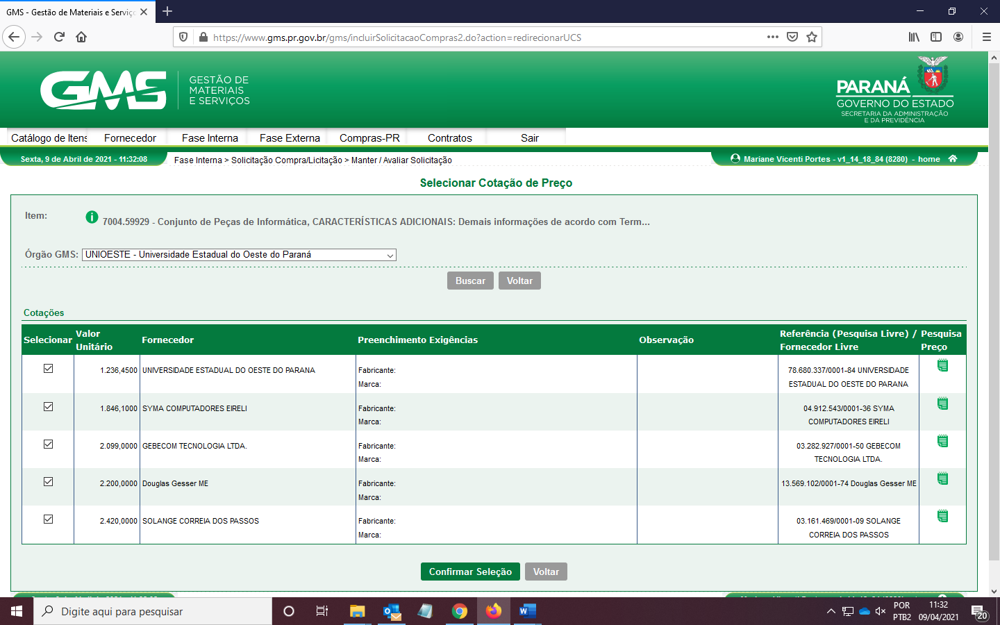 GMS - Gestão de Materiais e Serviço
https://www.gms.pr.gov.br/gms/incluirSolicitacaoCompras2.do?action=redirecionarUCS
GMS
GESTÃO DE
MATERIAIS
E SERVIÇOS
PARANÁ
GOVERNO DO ESTADO
SECRETARIA DA ADMINISTRAÇÃO
E DA PREVIDÊNCIA
Catálogo de Itens Fornecedor Fase Interna Fase Externa Compras-PR Contratos Sair
Sexta, 9 de Abril de 2021 - 11:32:08
Fase Interna > Solicitação Compra/Licitação > Manter / Avaliar Solicitação
Mariane Vicenti Portes - v1_14_18_84 (8280) - home
Selecionar Cotação de Preço
Item: 7004.59929 - Conjunto de Peças de Informática, CARACTERÍSTICAS ADICIONAIS: Demais informações de acordo com Term...
Órgão GMS: UNIOESTE - Universidade Estadual do Oeste do Paraná
Buscar Voltar
Cotações
Selecionar Valor Unitário Fornecedor Preenchimento Exigências Observação Referência (Pesquisa Livre) / Fornecedor Livre Pesquisa Preço
1.236,4500 UNIVERSIDADE ESTADUAL DO OESTE DO PARANA Fabricante: 78.680.337/0001-84 UNIVERSIDADE
Marca: ESTADUAL DO OESTE DO PARANA
1.846,1000 SYMA COMPUTADORES EIRELI Fabricante: 04.912.543/0001-36 SYMA
Marca: COMPUTADORES EIRELI
2.099,0000 GEBECOM TECNOLOGIA LTDA. Fabricante: 03.282.927/0001-50 GEBECOM
Marca: TECNOLOGIA LTDA.
2.200,0000 Douglas Gesser ME Fabricante: 13.569.102/0001-74 Douglas Gesser ME
Marca:
2.420,0000 SOLANGE CORREIA DOS PASSOS Fabricante: 03.161.469/0001-09 SOLANGE
Marca: CORREIA DOS PASSOS
Confirmar Seleção Voltar
Digite aqui para pesquisar
POR
PTB2
11:32
09/04/2021
20